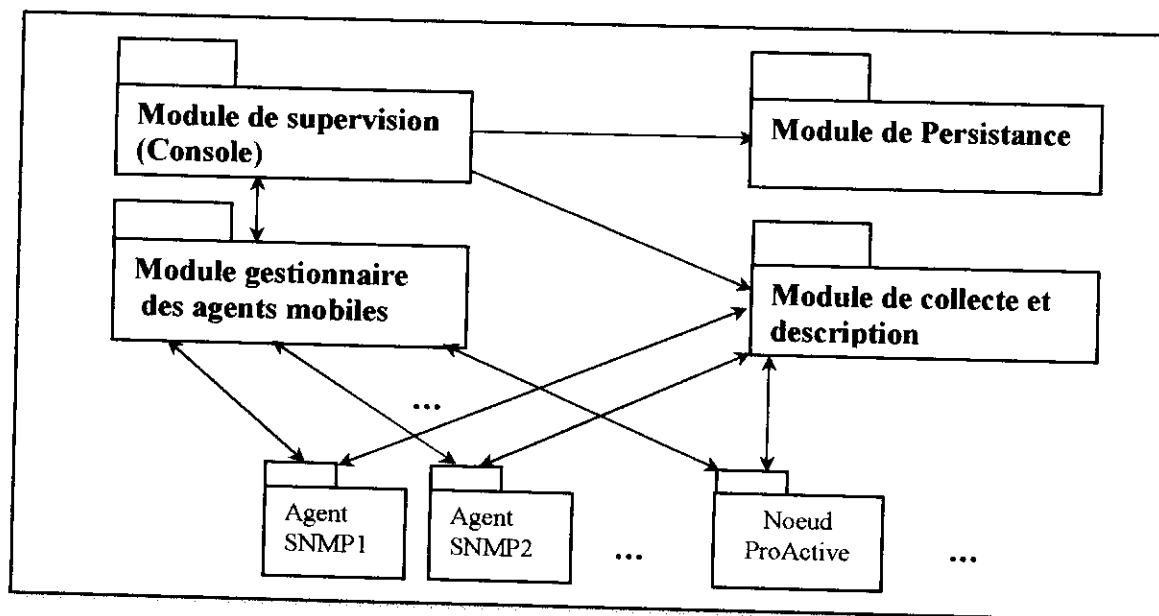 Module de supervision
(Console)
Module de Persistance
Module gestionnaire
des agents mobiles
Module de collecte et
description
...
Agent
SNMP1
Agent
SNMP2
...
Noeud
ProActive
...